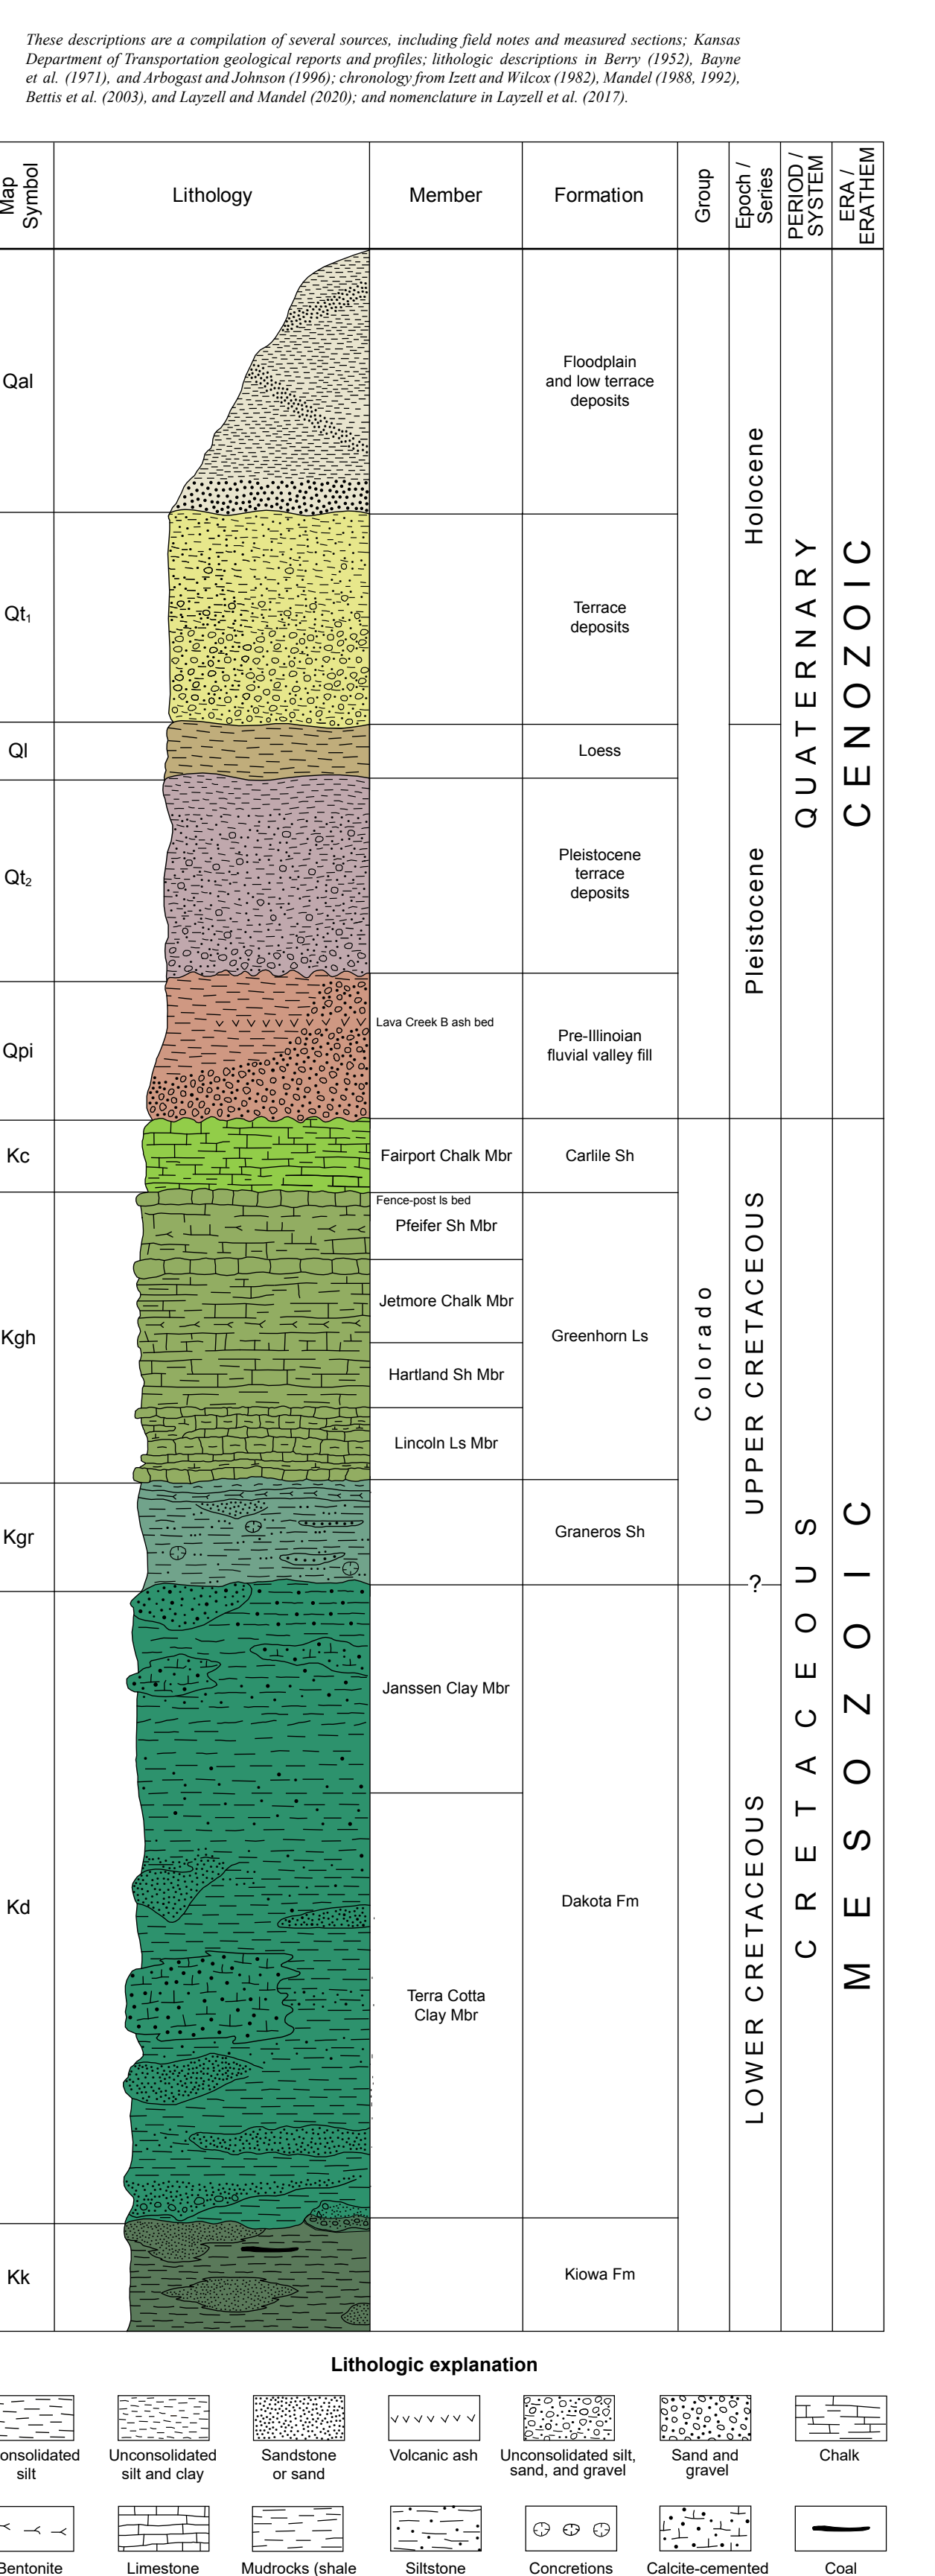 These descriptions are a compilation of several sources, including field notes and measured sections; Kansas
Department of Transportation geological reports and profiles; lithologic descriptions in Berry (1952), Bayne
et al. (1971), and Arbogast and Johnson (1996); chronology from Izett and Wilcox (1982), Mandel (1988, 1992),
Bettis et al. (2003), and Layzell and Mandel (2020); and nomenclature in Layzell et al. (2017).
Map
Symbol
Lithology
Member
Formation
Group
Epoch /
Series
PERIOD /
SYSTEM
ERA /
ERATHEM
Qal
Floodplain
and low terrace
deposits
Holocene
QUATERNARY
CENOZOIC
Qt1
Terrace
deposits
Ql
Loess
Pleistocene
Qt2
Pleistocene
terrace
deposits
Qpi
Lava Creek B ash bed
Pre-Illinoian
fluvial valley fill
Kc
Fairport Chalk Mbr
Carlile Sh
Colorado
UPPER CRETACEOUS
CRETACEOUS
MESOZOIC
Kgh
Fence-post ls bed
Pfeifer Sh Mbr
Jetmore Chalk Mbr
Greenhorn Ls
Hartland Sh Mbr
Lincoln Ls Mbr
Kgr
Graneros Sh
?
Janssen Clay Mbr
LOWER CRETACEOUS
Kd
Dakota Fm
Terra Cotta
Clay Mbr
Kk
Kiowa Fm
Lithologic explanation
onsolidated
silt
Unconsolidated
silt and clay
Sandstone
or sand
Volcanic ash
Unconsolidated silt,
sand, and gravel
Sand and
gravel
Chalk
Bentonite
Limestone
Mudrocks (shale
Siltstone
Concretions
Calcite-cemented
Coal